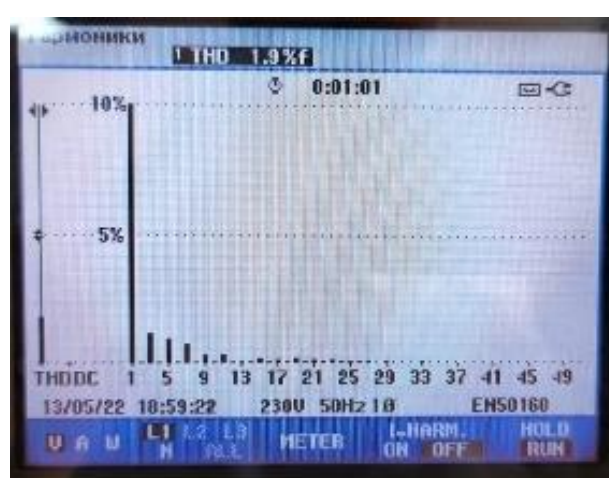 Гармоники
1 THD 1.9%f
0:01:01
10%
5%
THDDC 1 5 9 13 17 21 25 29 33 37 41 45 49
13/05/22 18:59:22 230V 50Hz 1Ø EN50160
V A W L1 L2 L3 METER I-HARM. HOLD
N ALL ON OFF RUN